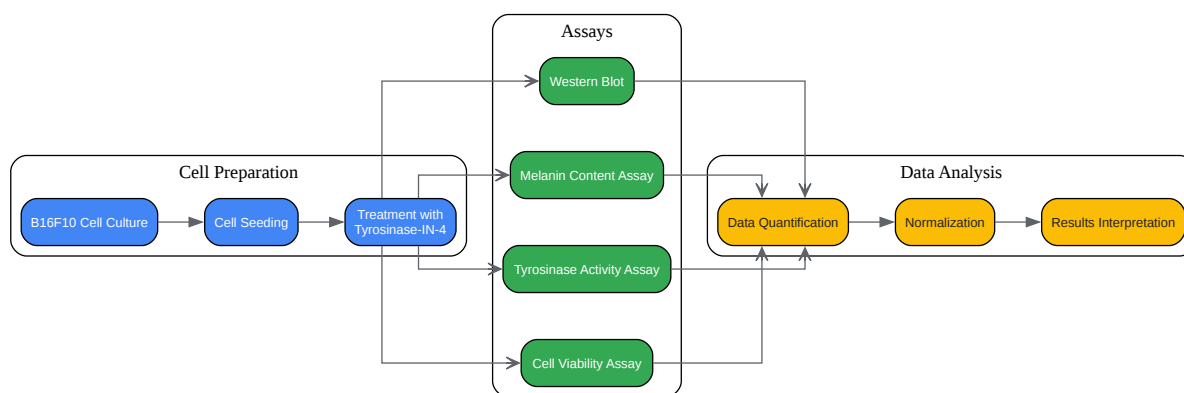 Cell Preparation
B16F10 Cell Culture
Cell Seeding
Treatment with
Tyrosinase-IN-4
Assays
Western Blot
Melanin Content Assay
Tyrosinase Activity Assay
Cell Viability Assay
Data Analysis
Data Quantification
Normalization
Results Interpretation